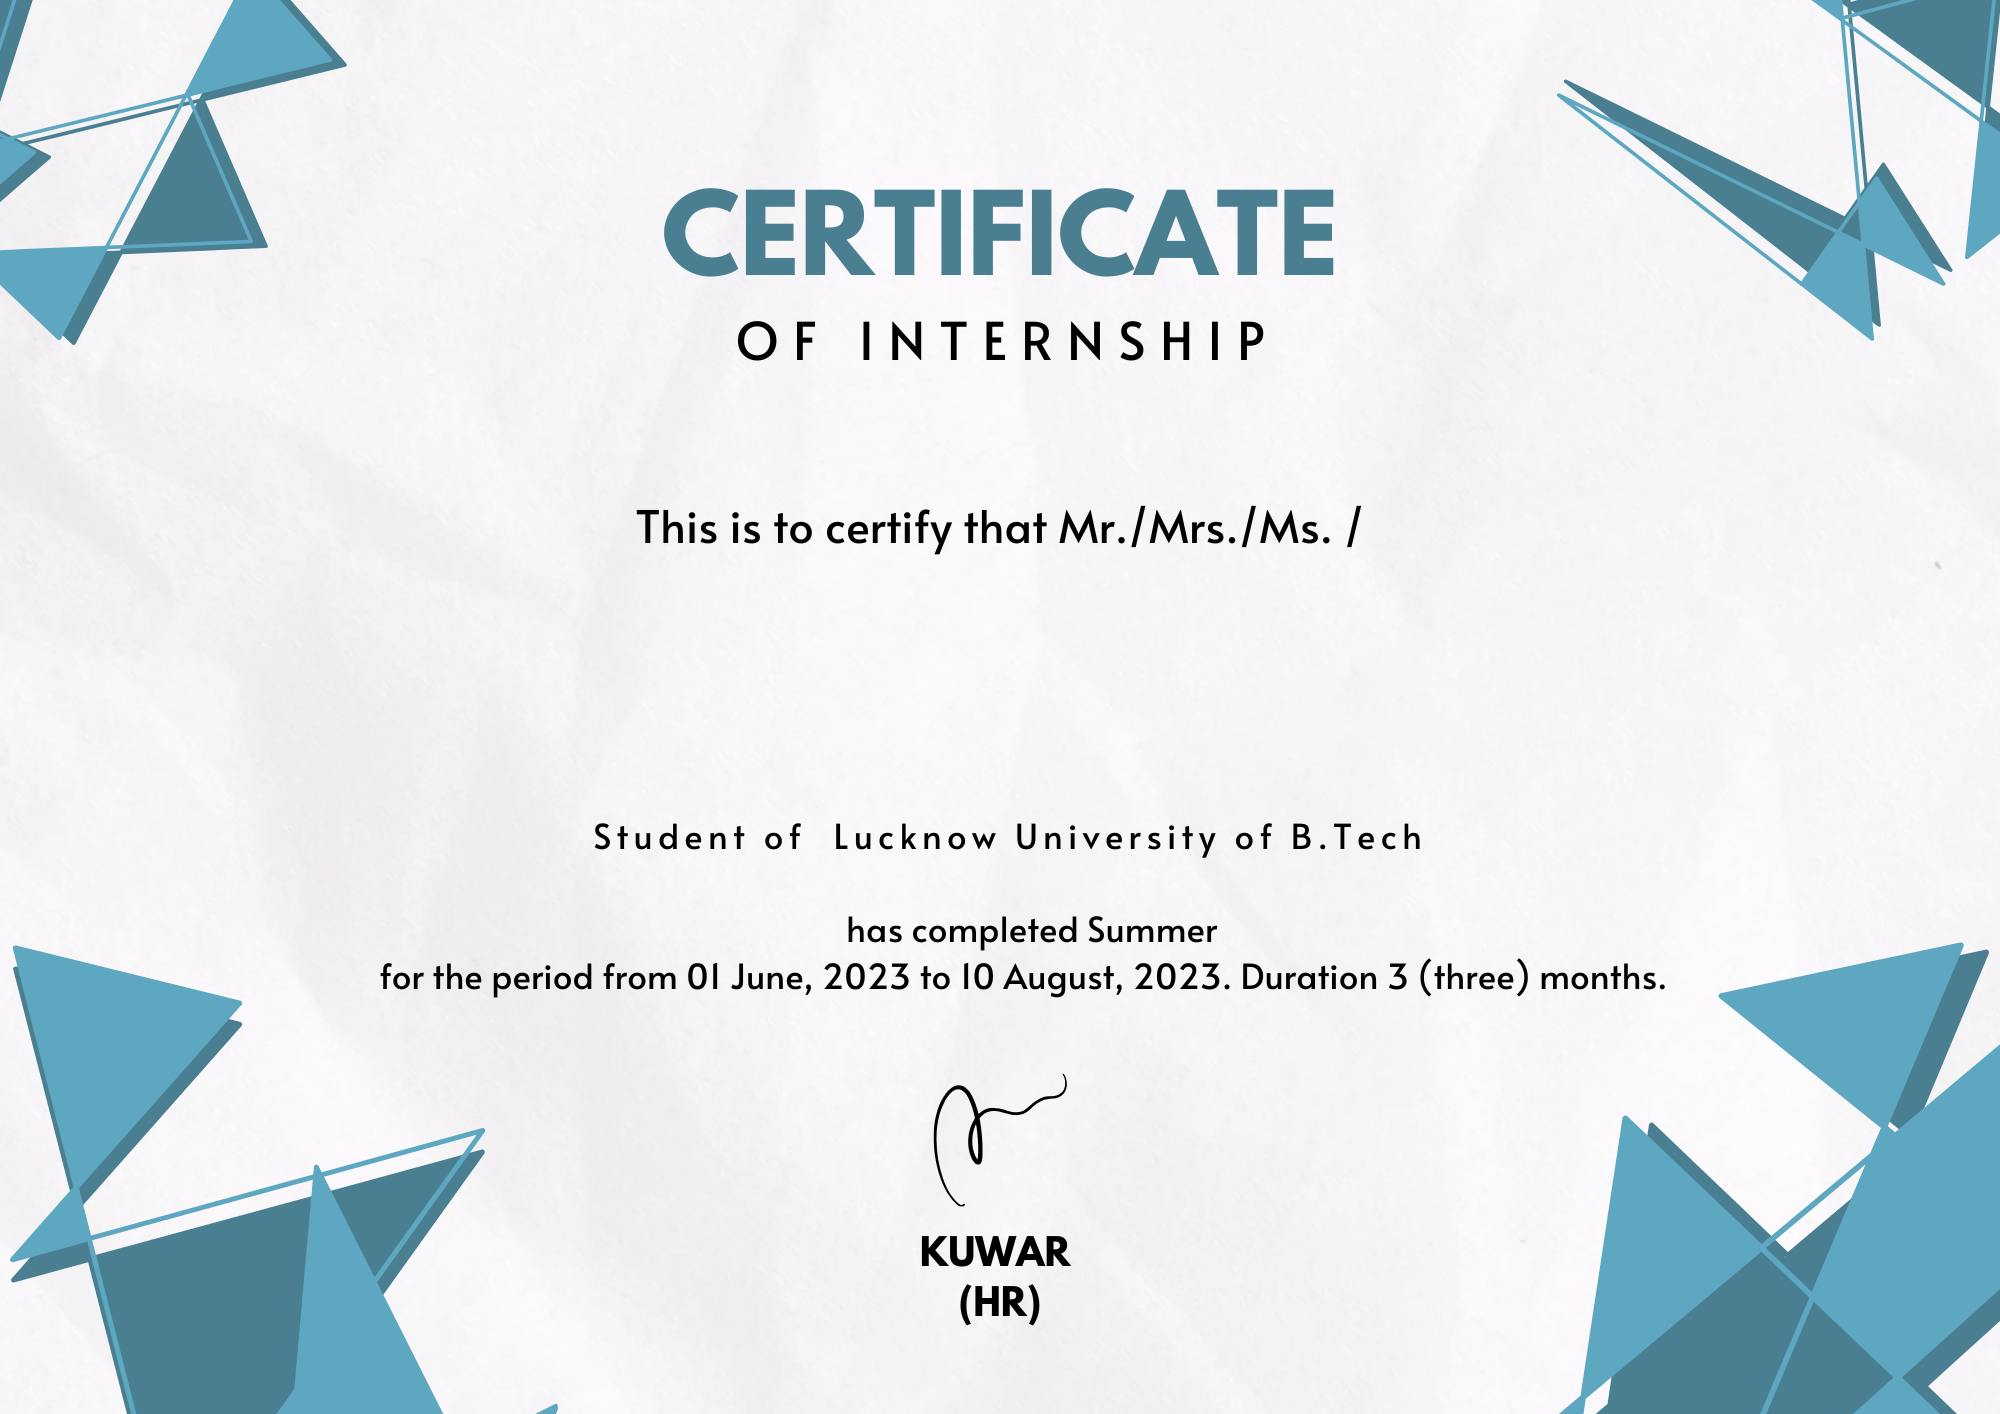 CERTIFICATE
OF INTERNSHIP
This is to certify that Mr./Mrs./Ms. /
Student of Lucknow University of B.Tech
has completed Summer
for the period from 01 June, 2023 to 10 August, 2023. Duration 3 (three) months.
KUWAR
(HR)